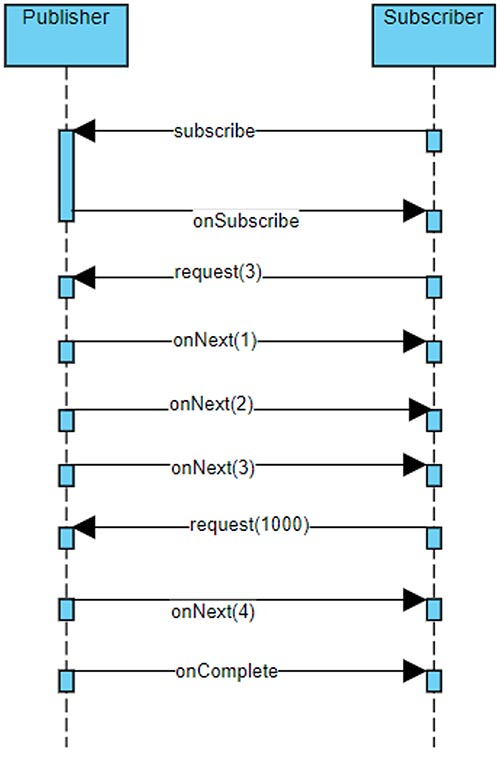 Publisher
Subscriber
subscribe
onSubscribe
request(3)
onNext(1)
onNext(2)
onNext(3)
request(1000)
onNext(4)
onComplete